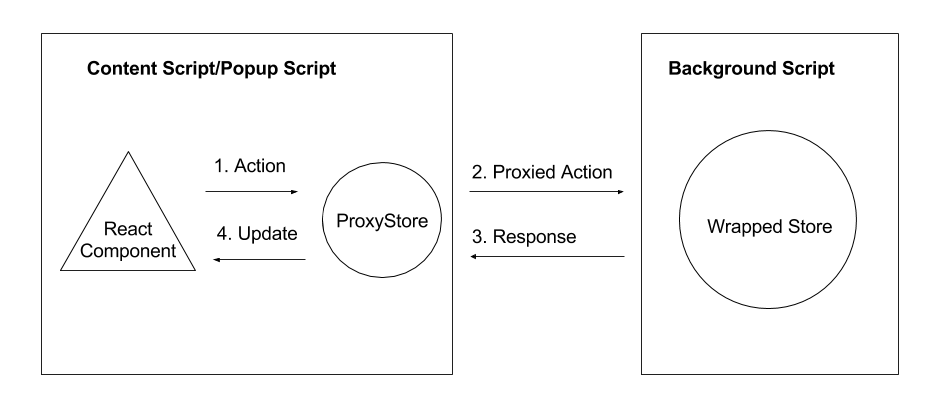 Content Script/Popup Script
React
Component
1. Action
4. Update
ProxyStore
2. Proxied Action
3. Response
Background Script
Wrapped Store